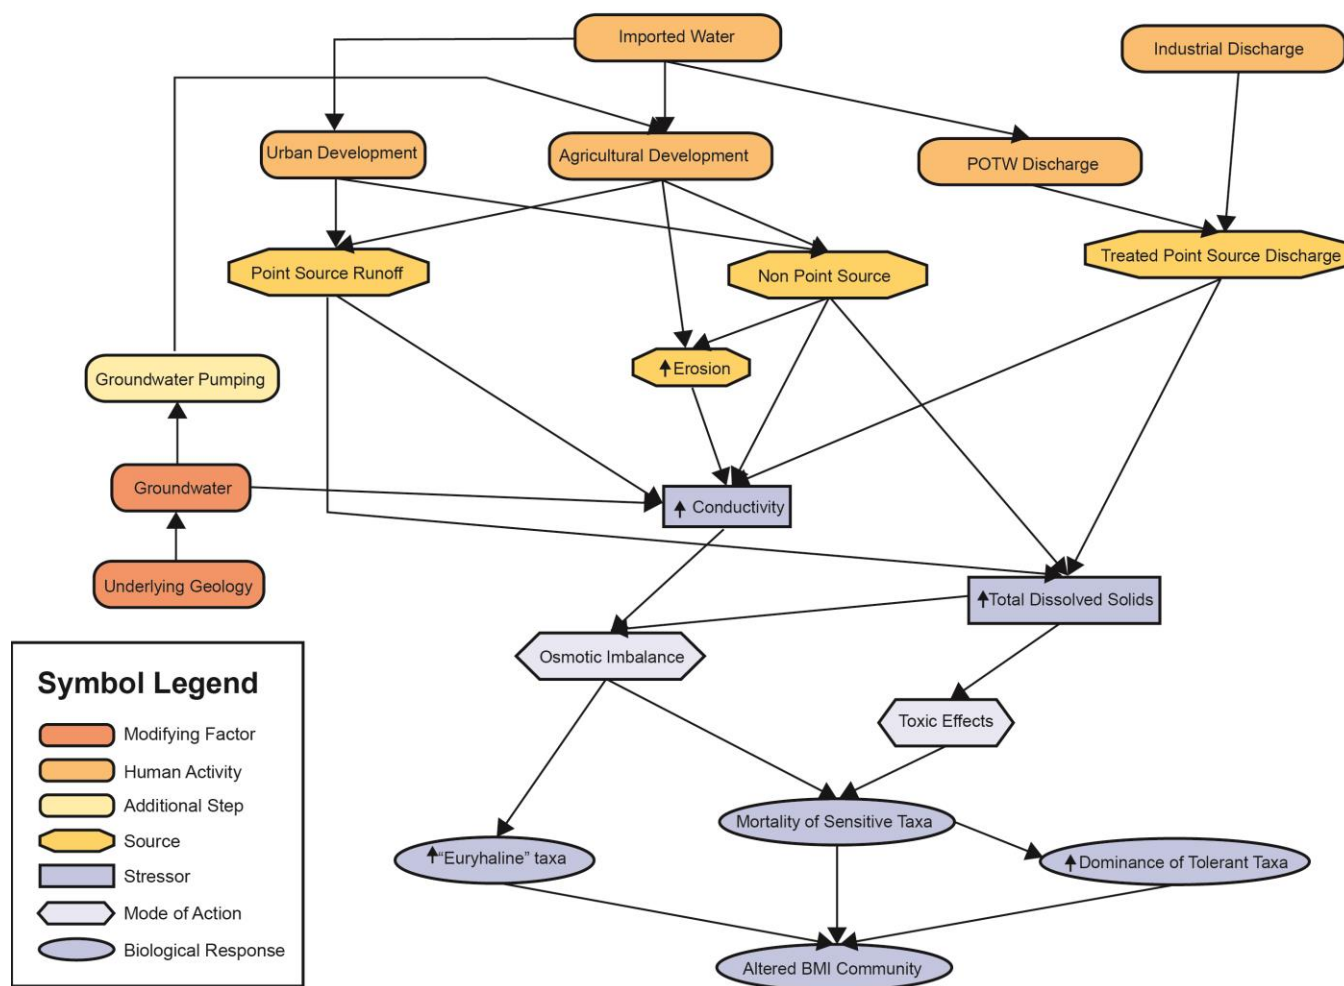 Imported Water
Industrial Discharge
Urban Development
Agricultural Development
POTW Discharge
Point Source Runoff
Non Point Source
Treated Point Source Discharge
Groundwater Pumping
Erosion
Groundwater
Conductivity
Underlying Geology
Total Dissolved Solids
Osmotic Imbalance
Toxic Effects
Mortality of Sensitive Taxa
"Euryhaline" taxa
Dominance of Tolerant Taxa
Altered BMI Community
Symbol Legend
Modifying Factor
Human Activity
Additional Step
Source
Stressor
Mode of Action
Biological Response